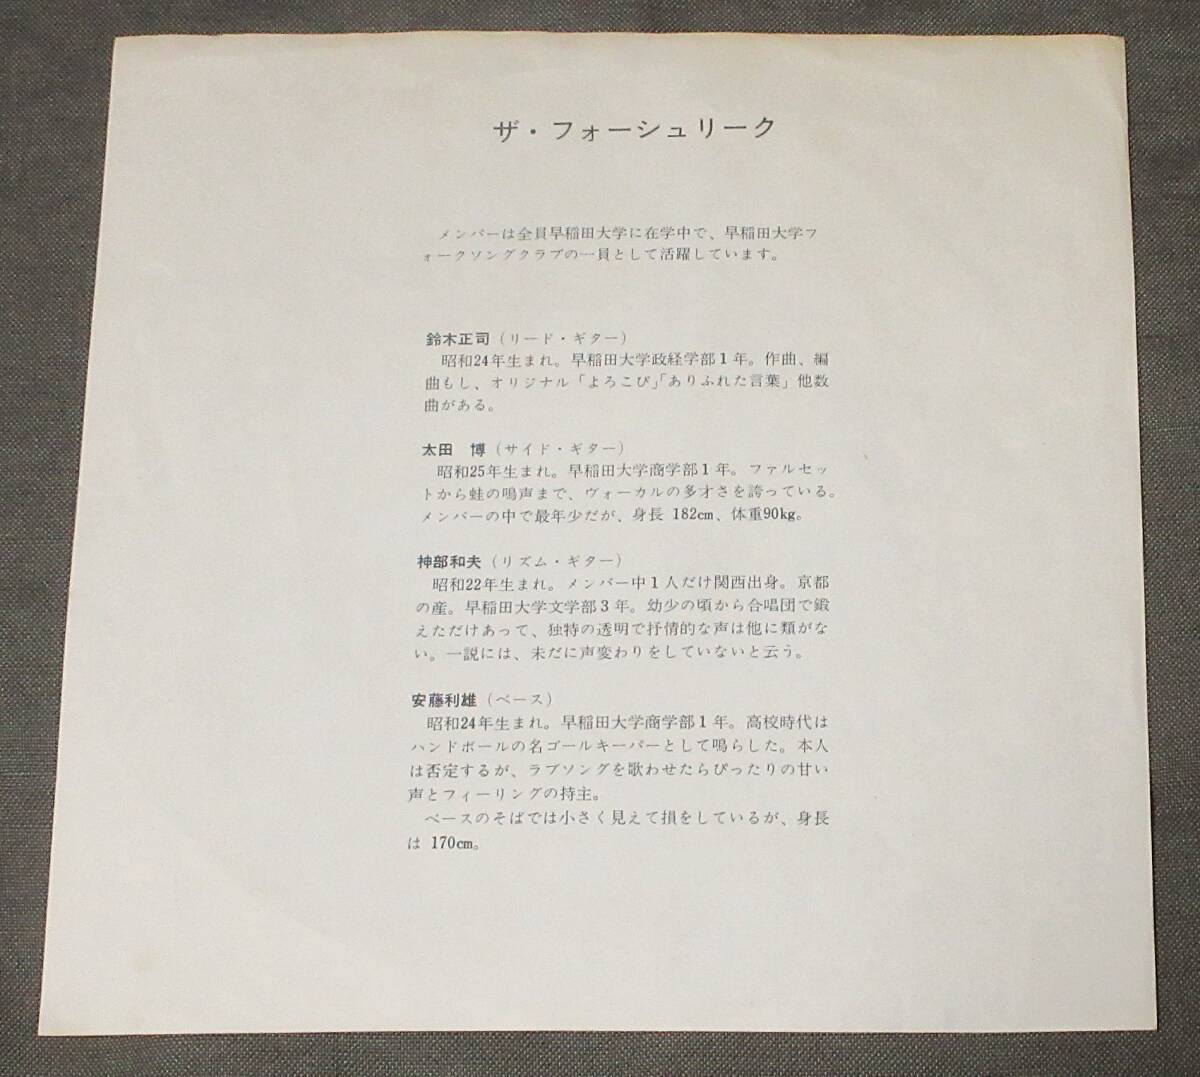 ザ・フォーシュリーク
メンバーは全員早稲田大学に在学中で、早稲田大学フ
ォークソングクラブの一員として活躍しています。
鈴木正司（リード・ギター）
昭和24年生まれ。早稲田大学政経学部1年。作曲、編
曲もし、オリジナル「よろこび」「ありふれた言葉」他数
曲がある。
太田　博（サイド・ギター）
昭和25年生まれ。早稲田大学商学部1年。ファルセッ
トから蛙の鳴声まで、ヴォーカルの多才さを誇っている。
メンバーの中で最年少だが、身長 182cm、体重90kg。
神部和夫（リズム・ギター）
昭和22年生まれ。メンバー中1人だけ関西出身。京都
の産。早稲田大学文学部3年。幼少の頃から合唱団で鍛
えただけあって、独特の透明で抒情的な声は他に類がな
い。一説には、未だに声変わりをしていないと云う。
安藤利雄（ベース）
昭和24年生まれ。早稲田大学商学部1年。高校時代は
ハンドボールの名ゴールキーパーとして鳴らした。本人
は否定するが、ラブソングを歌わせたらぴったりの甘い
声とフィーリングの持主。
ベースのそばでは小さく見えて損をしているが、身長
は 170cm。